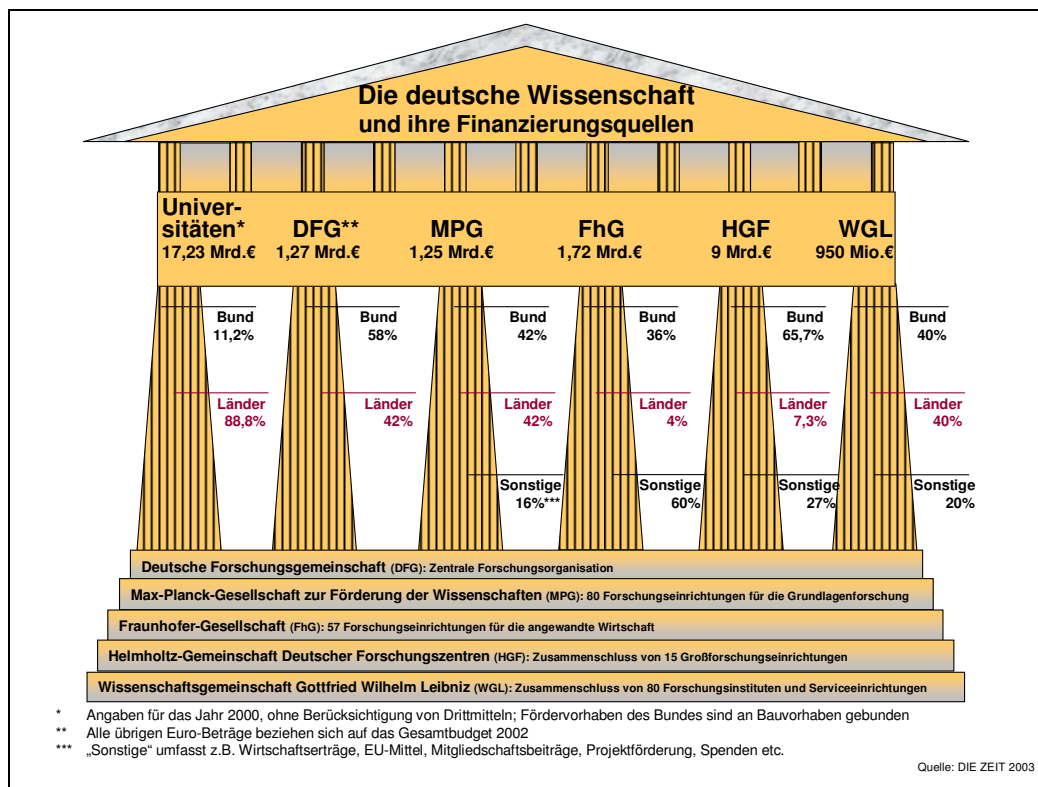 Die deutsche Wissenschaft
und ihre Finanzierungsquellen
Univer-
sitäten*
17,23 Mrd.€
DFG**
1,27 Mrd.€
MPG
1,25 Mrd.€
FhG
1,72 Mrd.€
HGF
9 Mrd.€
WGL
950 Mio.€
Bund
11,2%
Bund
58%
Bund
42%
Bund
36%
Bund
65,7%
Bund
40%
Länder
88,8%
Länder
42%
Länder
42%
Länder
4%
Länder
7,3%
Länder
40%
Sonstige
16%***
Sonstige
60%
Sonstige
27%
Sonstige
20%
Deutsche Forschungsgemeinschaft (DFG): Zentrale Forschungsorganisation
Max-Planck-Gesellschaft zur Förderung der Wissenschaften (MPG): 80 Forschungseinrichtungen für die Grundlagenforschung
Fraunhofer-Gesellschaft (FhG): 57 Forschungseinrichtungen für die angewandte Wirtschaft
Helmholtz-Gemeinschaft Deutscher Forschungszentren (HGF): Zusammenschluss von 15 Großforschungseinrichtungen
Wissenschaftsgemeinschaft Gottfried Wilhelm Leibniz (WGL): Zusammenschluss von 80 Forschungsinstituten und Serviceeinrichtungen
* Angaben für das Jahr 2000, ohne Berücksichtigung von Drittmitteln; Fördervorhaben des Bundes sind an Bauvorhaben gebunden
** Alle übrigen Euro-Beträge beziehen sich auf das Gesamtbudget 2002
*** „Sonstige" umfasst z.B. Wirtschaftserträge, EU-Mittel, Mitgliedschaftsbeiträge, Projektförderung, Spenden etc.
Quelle: DIE ZEIT 2003